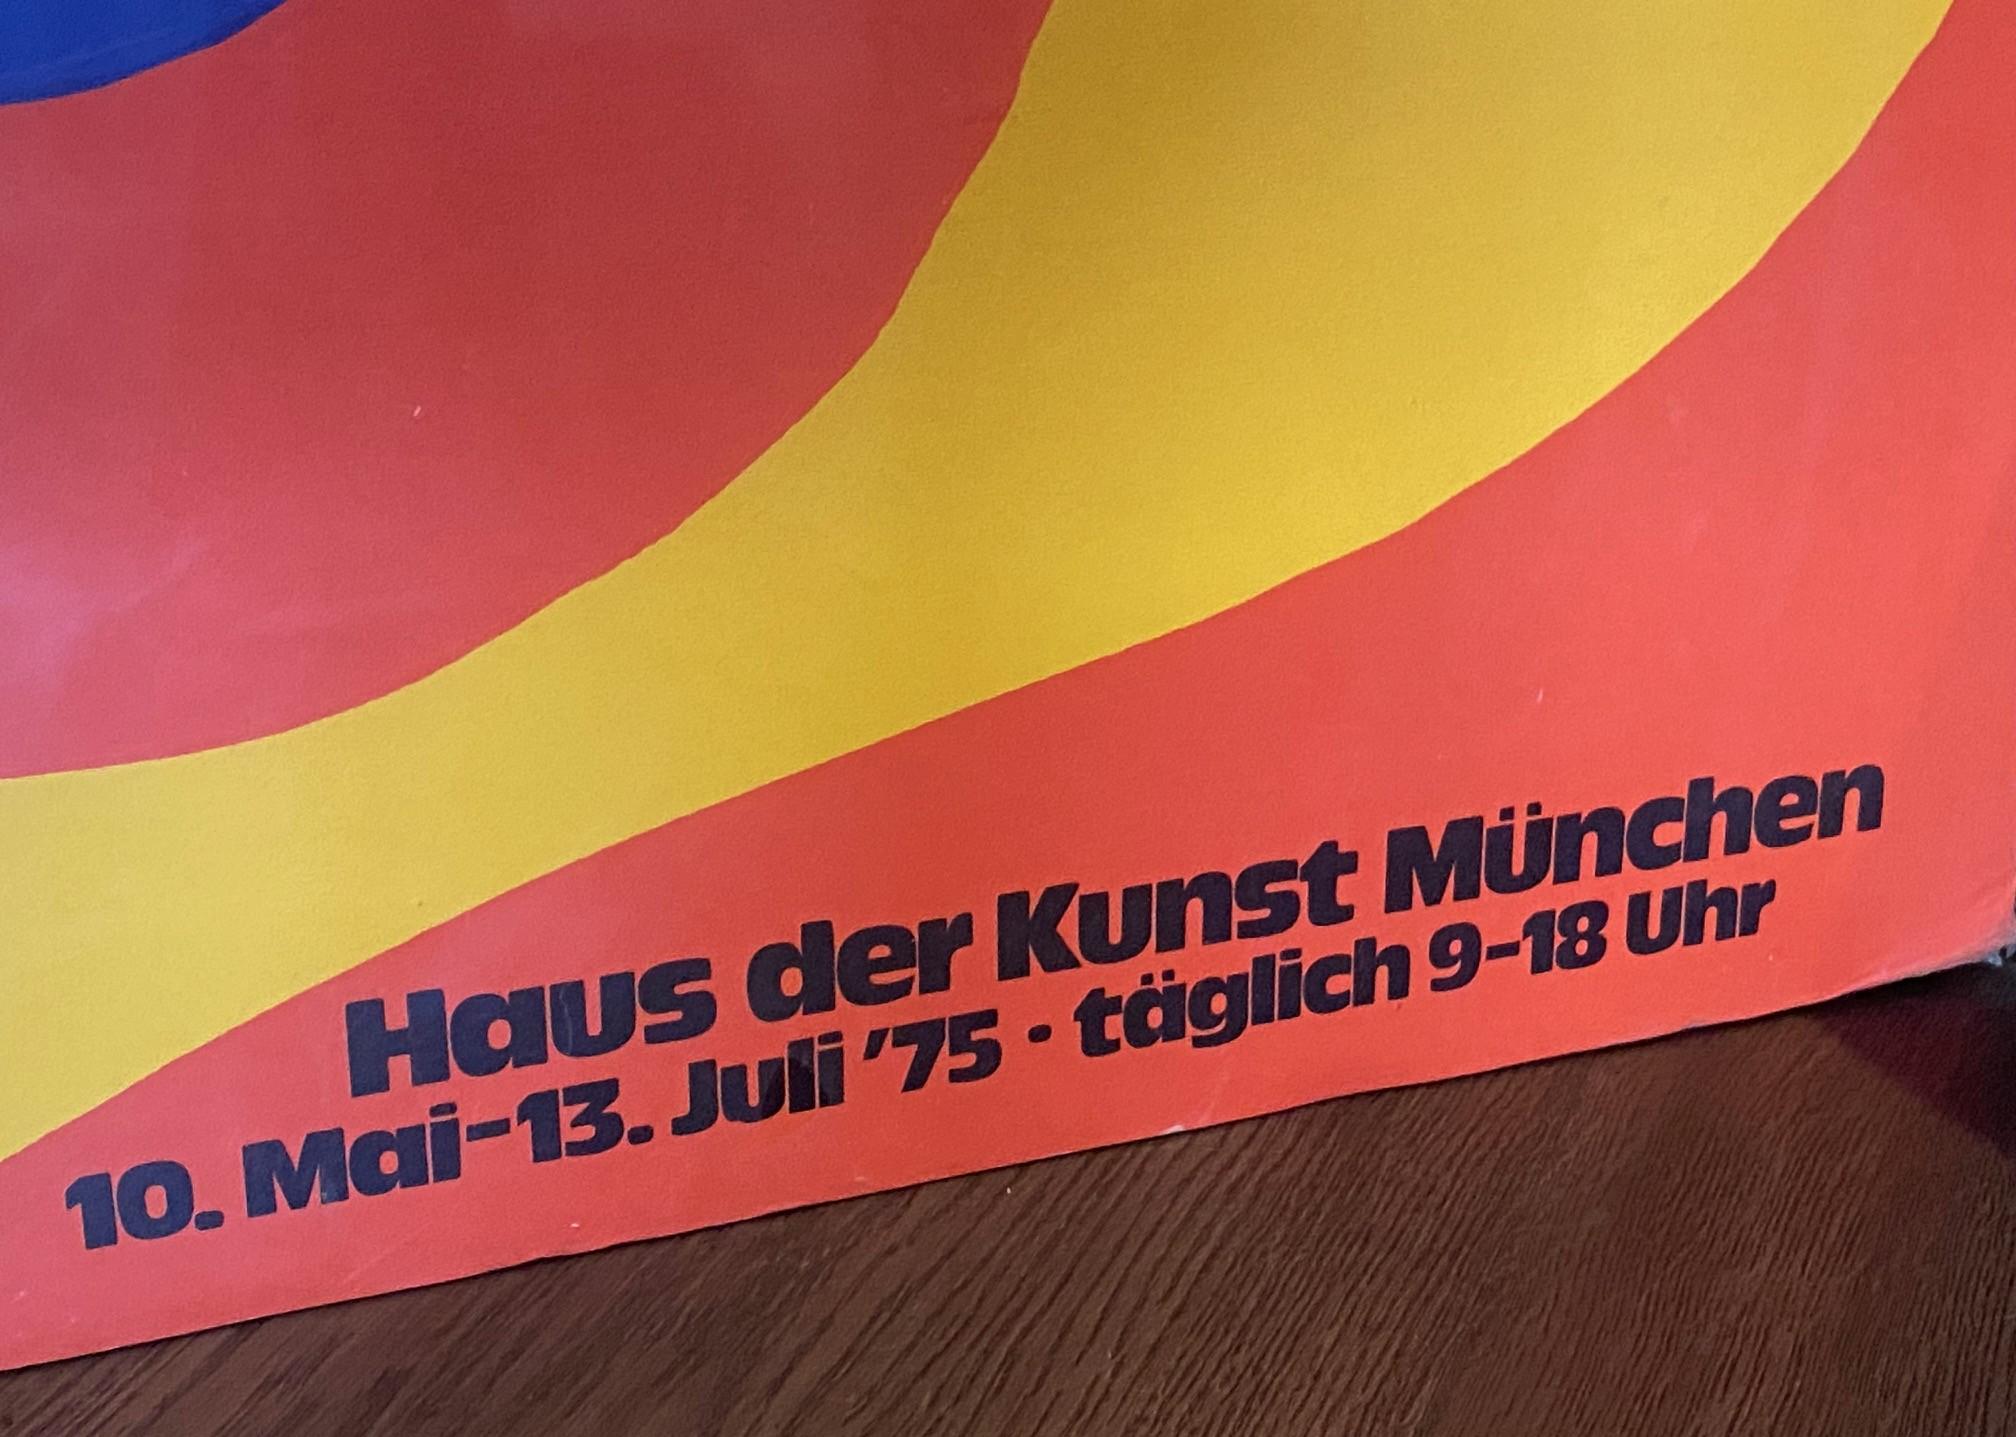 Haus der Kunst München
10. Mai-13. Juli '75 · täglich 9-18 Uhr